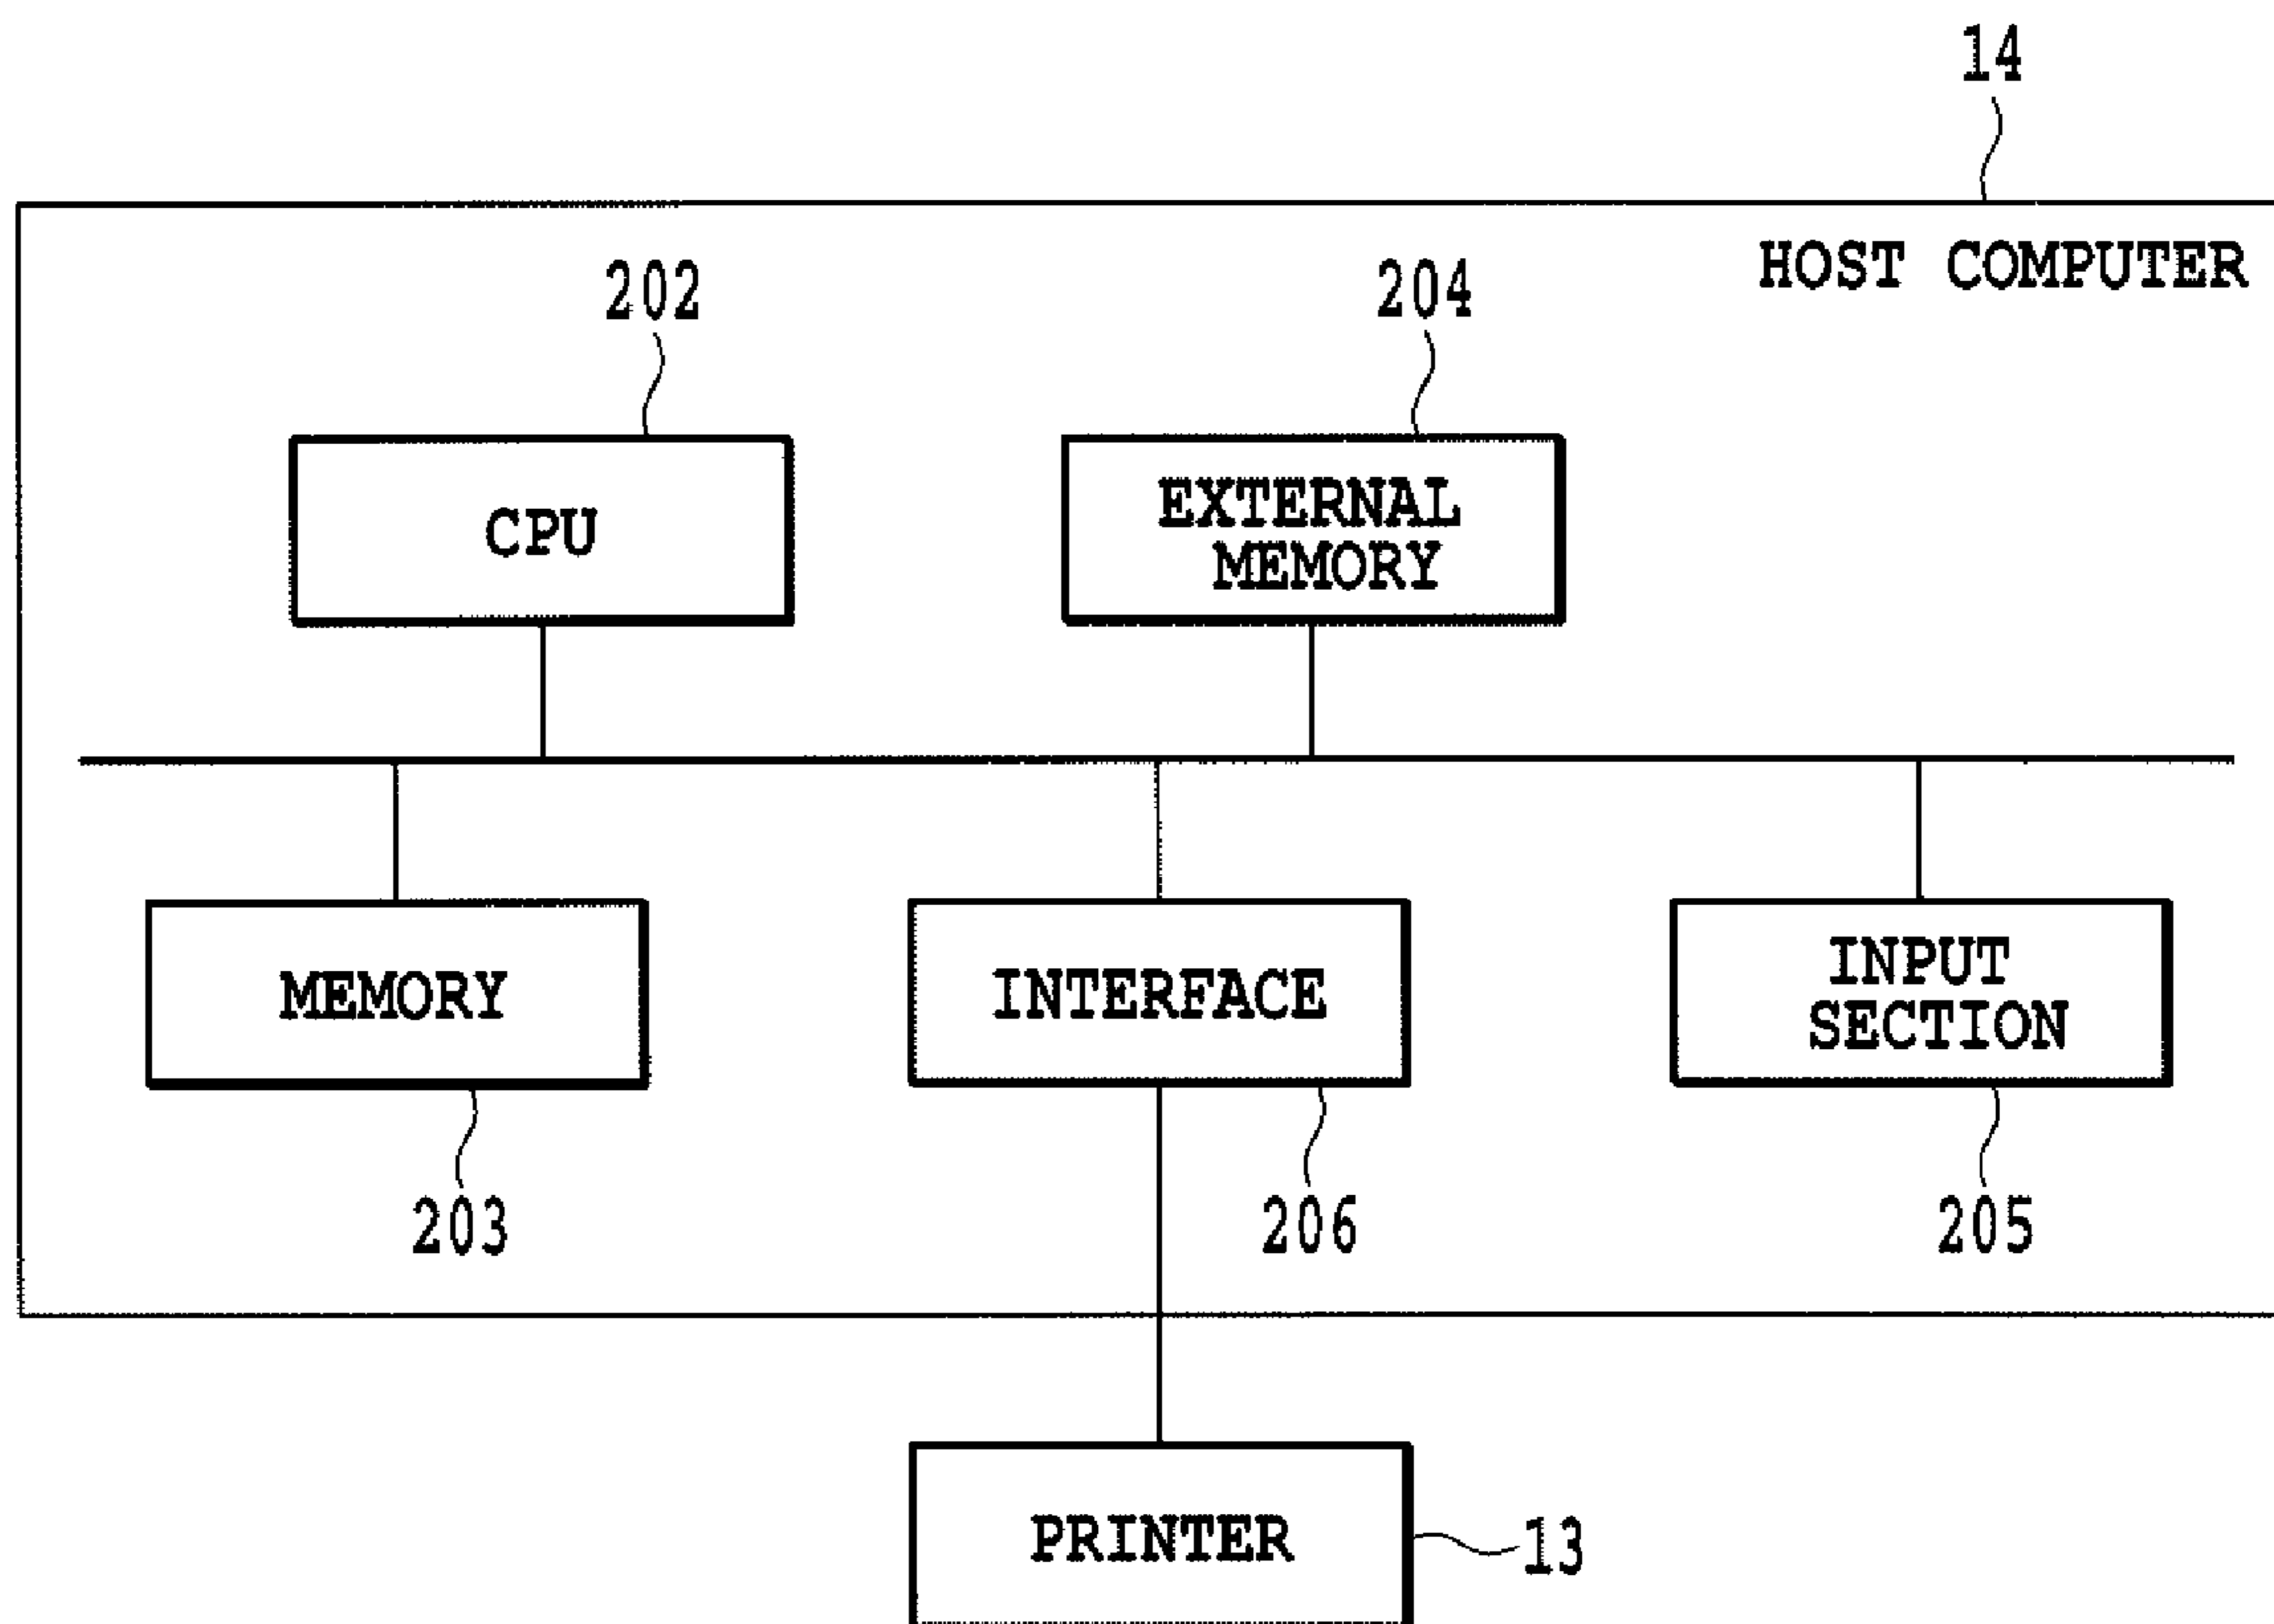 14
HOST COMPUTER
202
204
CPU
EXTERNAL
MEMORY
MEMORY
INTERFACE
INPUT
SECTION
203
206
205
PRINTER
13